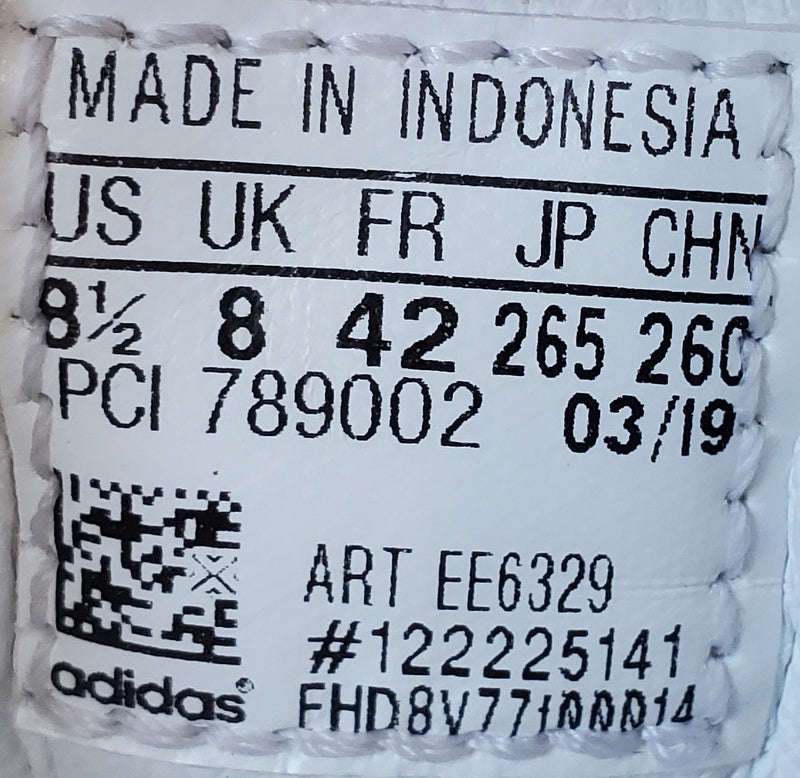 MADE IN INDONESIA
US UK FR JP CHN
8½ 8 42 265 260
PCI 789002 03/19
ART EE6329
#122225141
adidas®